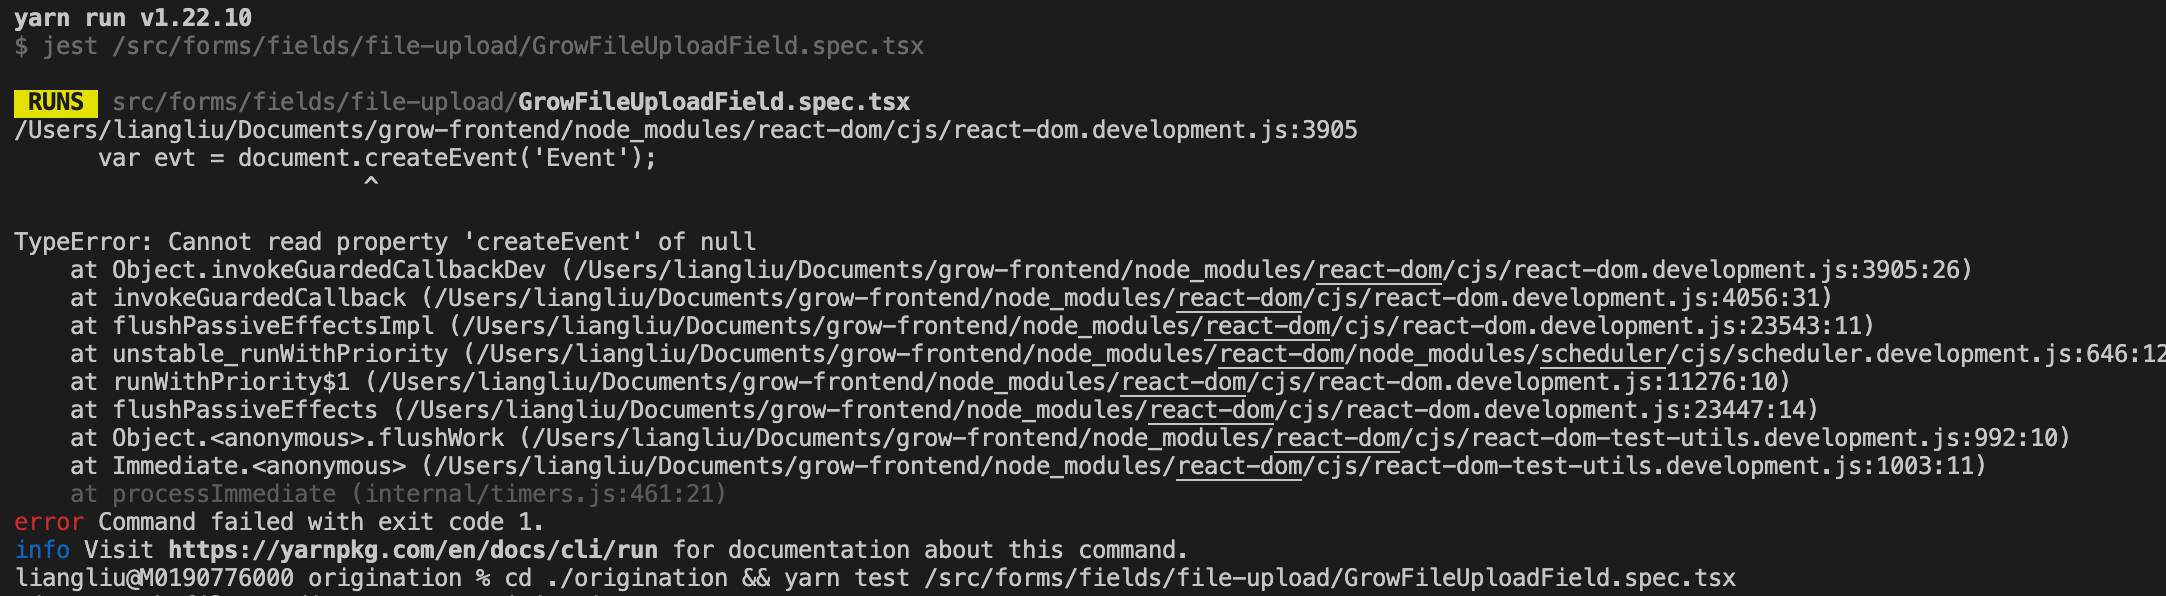 yarn run v1.22.10
$ jest /src/forms/fields/file-upload/GrowFileUploadField.spec.tsx
RUNS src/forms/fields/file-upload/GrowFileUploadField.spec.tsx
/Users/liangliu/Documents/grow-frontend/node_modules/react-dom/cjs/react-dom.development.js:3905
var evt = document.createEvent('Event');
^
TypeError: Cannot read property 'createEvent' of null
at Object.invokeGuardedCallbackDev (/Users/liangliu/Documents/grow-frontend/node_modules/react-dom/cjs/react-dom.development.js:3905:26)
at invokeGuardedCallback (/Users/liangliu/Documents/grow-frontend/node_modules/react-dom/cjs/react-dom.development.js:4056:31)
at flushPassiveEffectsImpl (/Users/liangliu/Documents/grow-frontend/node_modules/react-dom/cjs/react-dom.development.js:23543:11)
at unstable_runWithPriority (/Users/liangliu/Documents/grow-frontend/node_modules/react-dom/node_modules/scheduler/cjs/scheduler.development.js:646:12
at runWithPriority$1 (/Users/liangliu/Documents/grow-frontend/node_modules/react-dom/cjs/react-dom.development.js:11276:10)
at flushPassiveEffects (/Users/liangliu/Documents/grow-frontend/node_modules/react-dom/cjs/react-dom.development.js:23447:14)
at Object.<anonymous>.flushWork (/Users/liangliu/Documents/grow-frontend/node_modules/react-dom/cjs/react-dom-test-utils.development.js:992:10)
at Immediate.<anonymous> (/Users/liangliu/Documents/grow-frontend/node_modules/react-dom/cjs/react-dom-test-utils.development.js:1003:11)
at processImmediate (internal/timers.js:461:21)
error Command failed with exit code 1.
info Visit https://yarnpkg.com/en/docs/cli/run for documentation about this command.
liangliu@M0190776000 origination % cd ./origination && yarn test /src/forms/fields/file-upload/GrowFileUploadField.spec.tsx